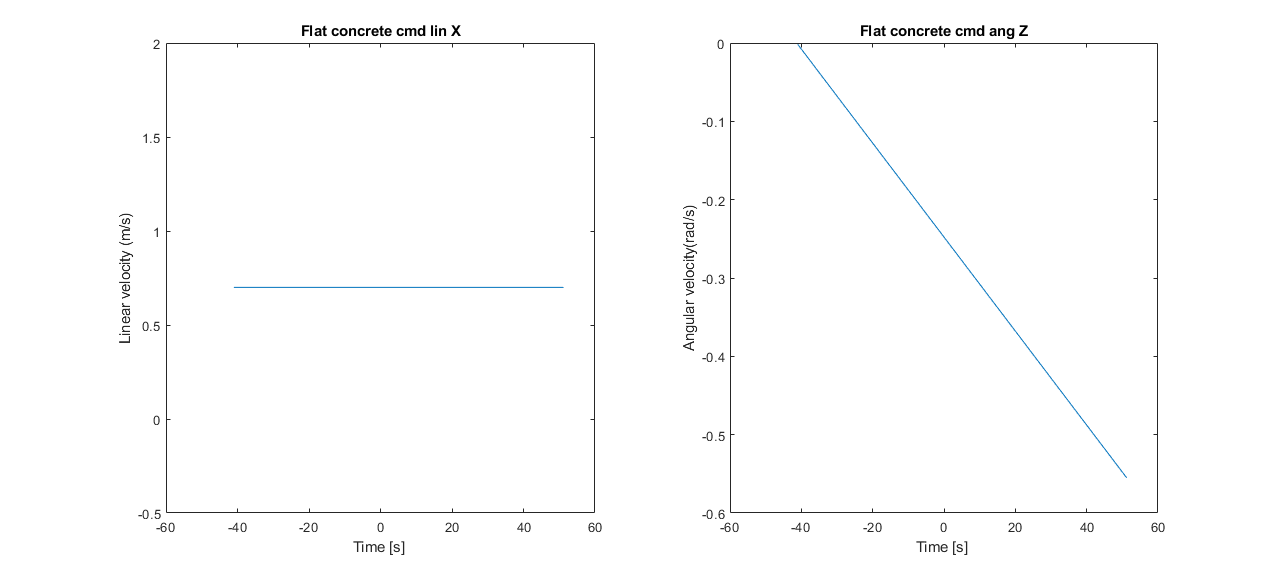 Flat concrete cmd lin X
2
1.5
1
0.5
0
-0.5
Linear velocity (m/s)
-60 -40 -20 0 20 40 60
Time [s]
Flat concrete cmd ang Z
0
-0.1
-0.2
-0.3
-0.4
-0.5
-0.6
Angular velocity(rad/s)
-60 -40 -20 0 20 40 60
Time [s]